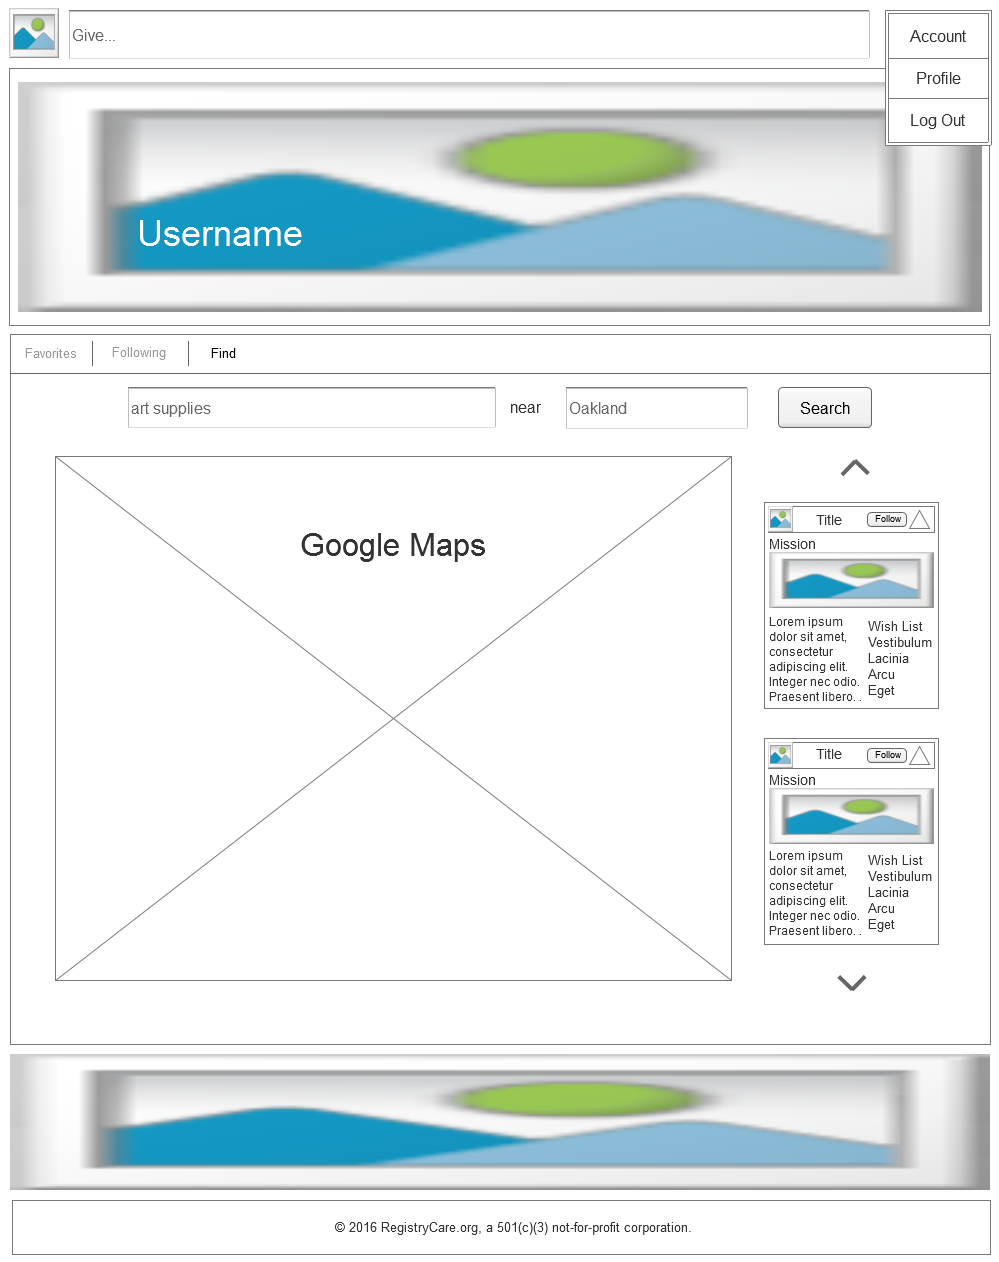 Give...
Account
Profile
Log Out
Username
Favorites
Following
Find
art supplies
near
Oakland
Search
Google Maps
Title
Follow
Mission
Lorem ipsum
dolor sit amet,
consectetur
adipiscing elit.
Integer nec odio.
Praesent libero. .
Wish List
Vestibulum
Lacinia
Arcu
Eget
Title
Follow
Mission
Lorem ipsum
dolor sit amet,
consectetur
adipiscing elit.
Integer nec odio.
Praesent libero. .
Wish List
Vestibulum
Lacinia
Arcu
Eget
© 2016 RegistryCare.org, a 501(c)(3) not-for-profit corporation.